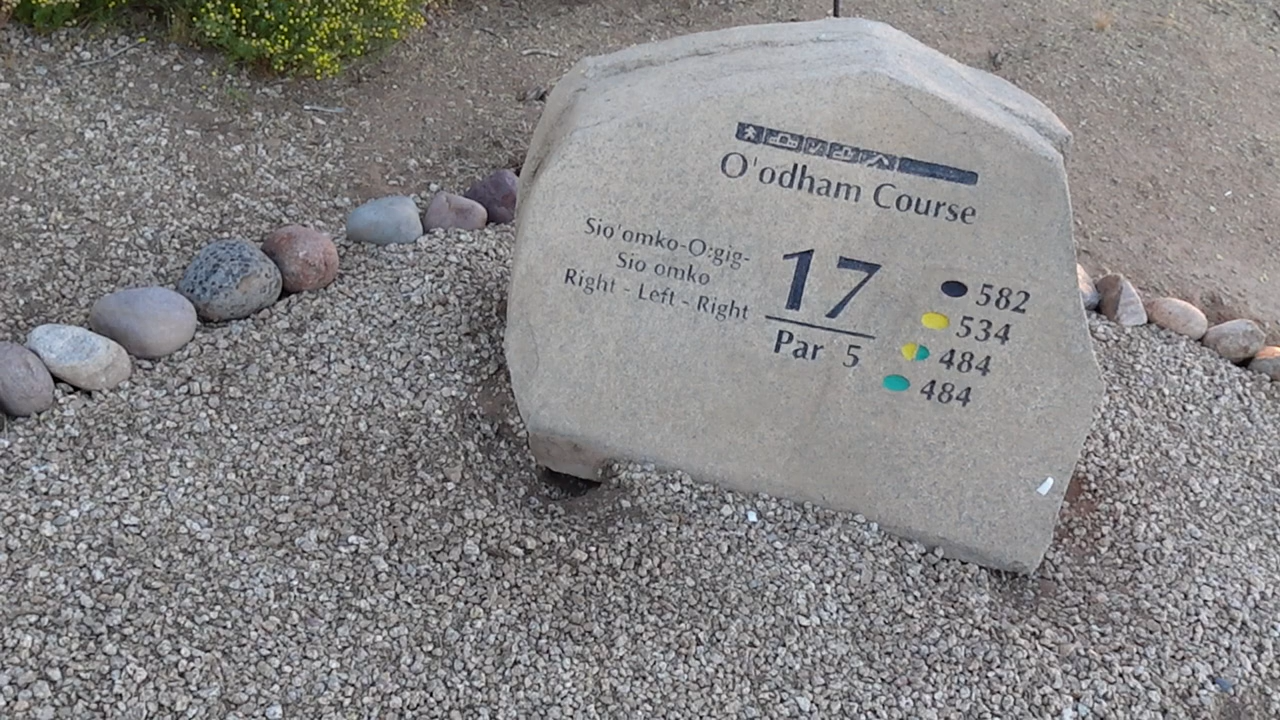 O'odham Course
Sio'omko-O:gig-
Sio omko
Right - Left - Right
17
Par 5
582
534
484
484